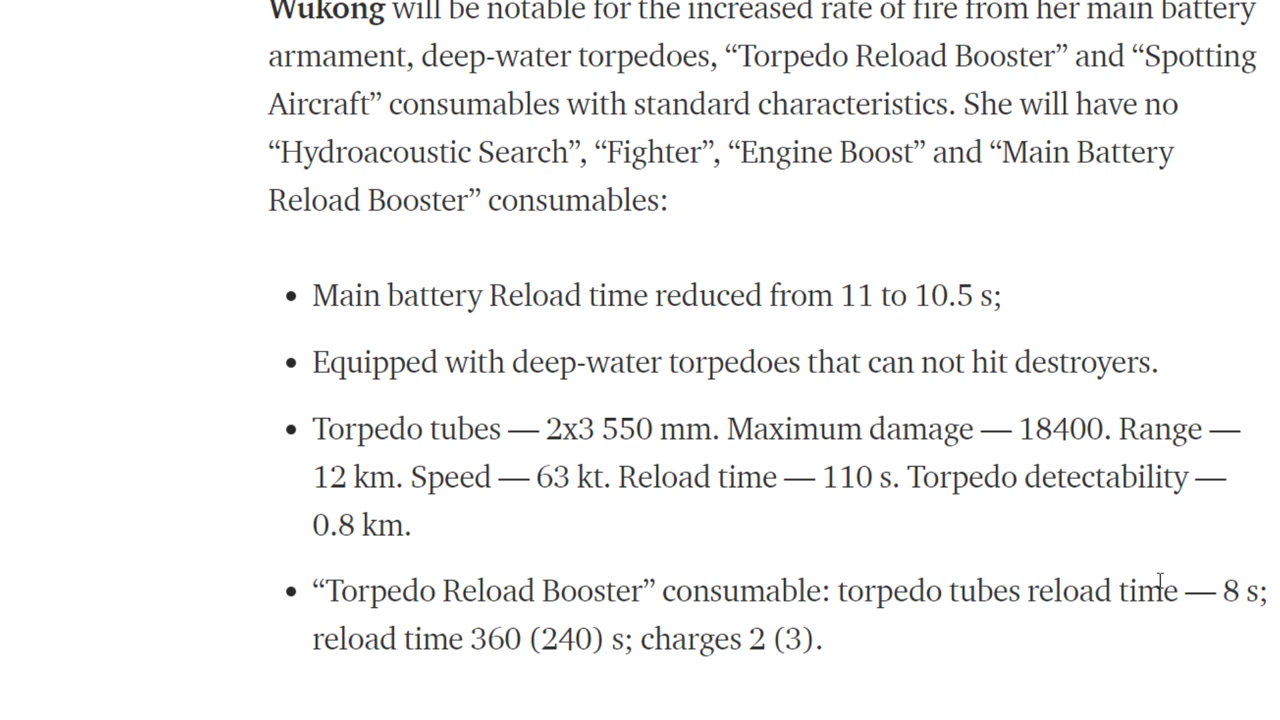 Wukong will be notable for the increased rate of fire from her main battery
armament, deep-water torpedoes, “Torpedo Reload Booster” and “Spotting
Aircraft” consumables with standard characteristics. She will have no
“Hydroacoustic Search”, “Fighter”, “Engine Boost” and “Main Battery
Reload Booster” consumables:
• Main battery Reload time reduced from 11 to 10.5 s;
• Equipped with deep-water torpedoes that can not hit destroyers.
• Torpedo tubes — 2x3 550 mm. Maximum damage — 18400. Range —
12 km. Speed — 63 kt. Reload time — 110 s. Torpedo detectability —
0.8 km.
• “Torpedo Reload Booster” consumable: torpedo tubes reload time — 8 s;
reload time 360 (240) s; charges 2 (3).